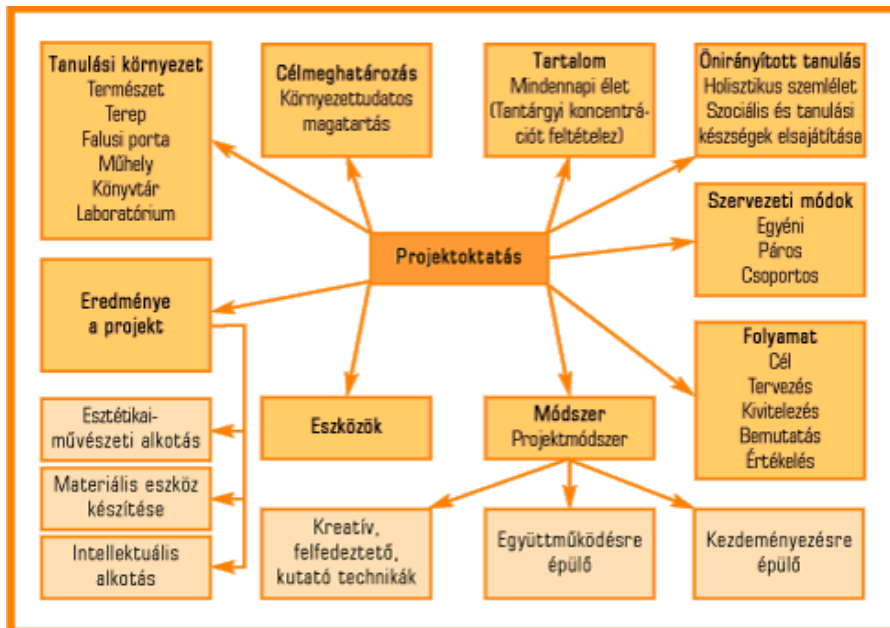 Tanulási környezet
Természet
Terep
Falusi porta
Műhely
Könyvtár
Laboratórium
Célmeghatározás
Környezettudatos
magatartás
Tartalom
Mindennapi élet
(Tantárgyi koncentrá-
ciót feltételez)
Önirányított tanulás
Holisztikus szemlélet
Szociális és tanulási
készségek elsajátítása
Szervezeti módok
Egyéni
Páros
Csoportos
Projektoktatás
Eredménye
a projekt
Folyamat
Cél
Tervezés
Kivitelezés
Bemutatás
Értékelés
Eszközök
Módszer
Projektmódszer
Esztétikai-
művészeti alkotás
Materiális eszköz
készítése
Intellektuális
alkotás
Kreatív,
felfedeztető,
kutató technikák
Együttműködésre
épülő
Kezdeményezésre
épülő